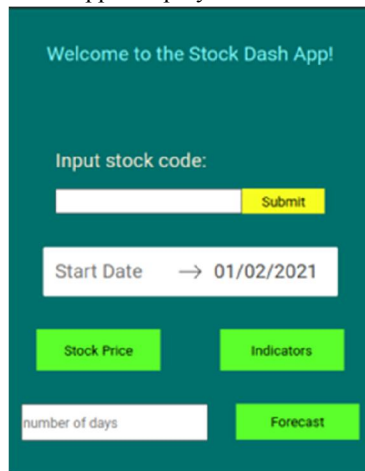 Welcome to the Stock Dash App!
Input stock code:
Submit
Start Date → 01/02/2021
Stock Price Indicators
number of days Forecast